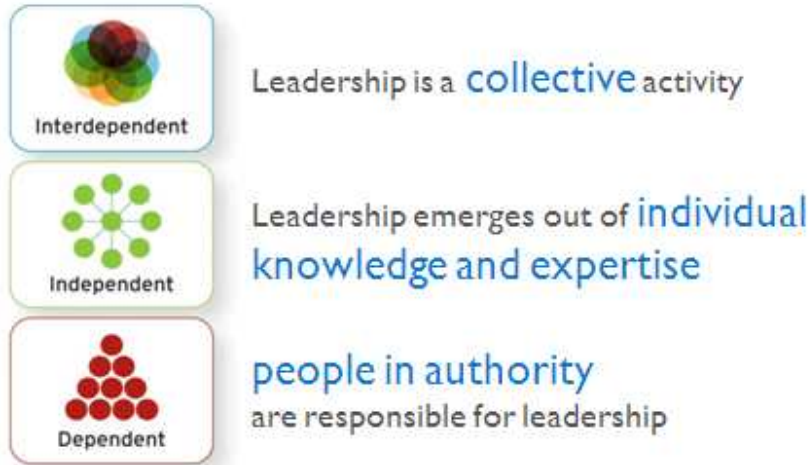 Interdependent
Leadership is a collective activity
Independent
Leadership emerges out of individual
knowledge and expertise
Dependent
people in authority
are responsible for leadership